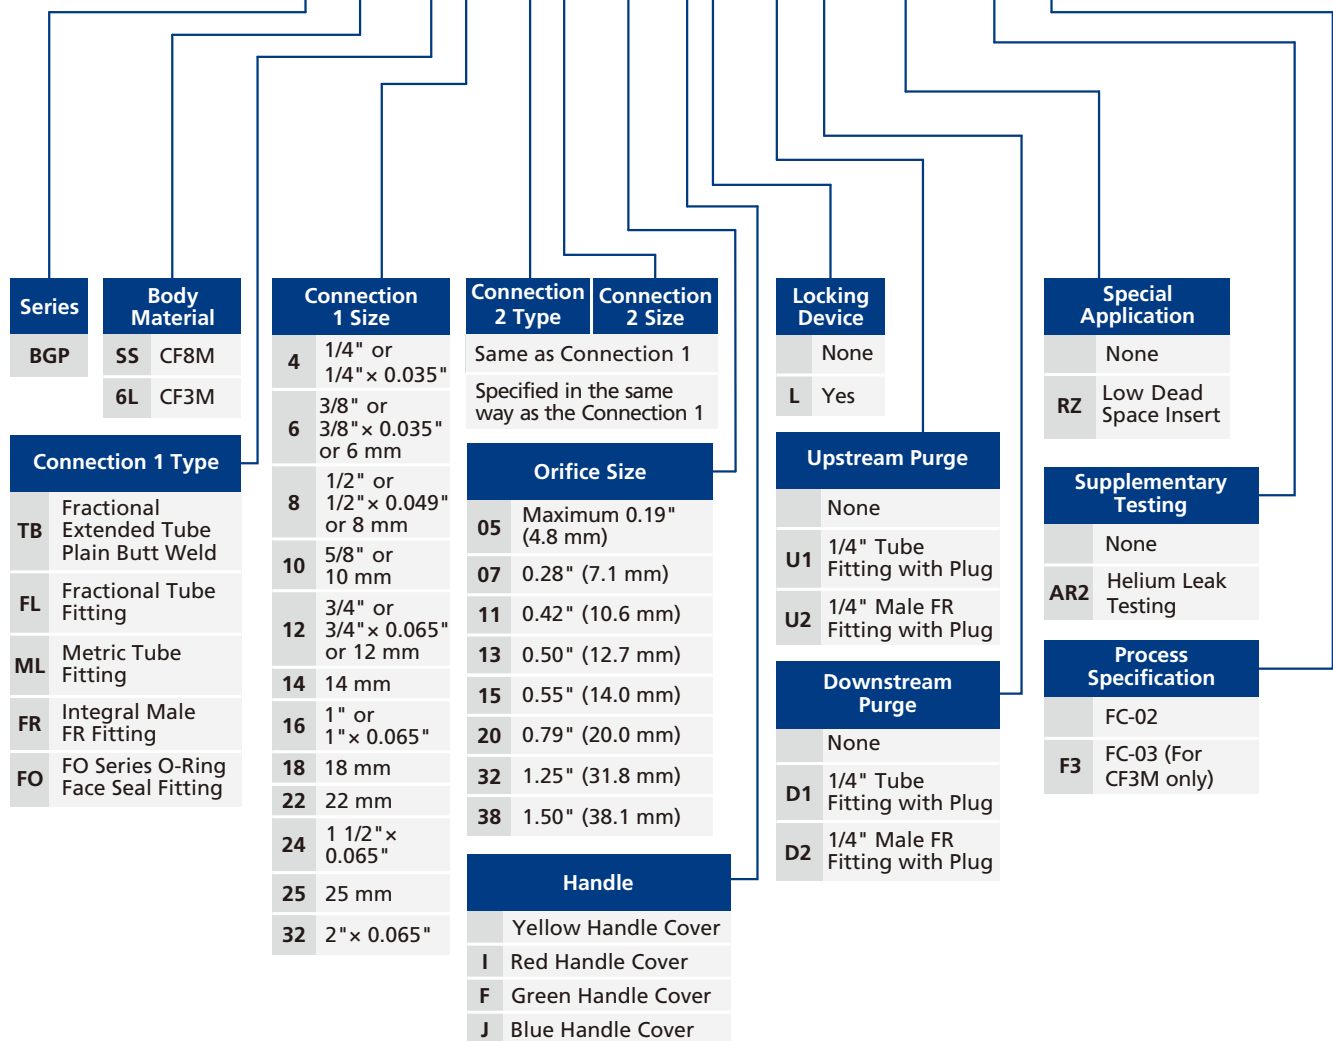 Series
BGP
Body
Material
SS CF8M
6L CF3M
Connection 1 Type
TB Fractional
Extended Tube
Plain Butt Weld
FL Fractional Tube
Fitting
ML Metric Tube
Fitting
FR Integral Male
FR Fitting
FO FO Series O-Ring
Face Seal Fitting
Connection
1 Size
4 1/4" or
1/4"× 0.035"
6 3/8" or
3/8"× 0.035"
or 6 mm
8 1/2" or
1/2"× 0.049"
or 8 mm
10 5/8" or
10 mm
12 3/4" or
3/4"× 0.065"
or 12 mm
14 14 mm
16 1" or
1"× 0.065"
18 18 mm
22 22 mm
24 1 1/2"×
0.065"
25 25 mm
32 2"× 0.065"
Connection
2 Type
Connection
2 Size
Same as Connection 1
Specified in the same
way as the Connection 1
Orifice Size
05 Maximum 0.19"
(4.8 mm)
07 0.28" (7.1 mm)
11 0.42" (10.6 mm)
13 0.50" (12.7 mm)
15 0.55" (14.0 mm)
20 0.79" (20.0 mm)
32 1.25" (31.8 mm)
38 1.50" (38.1 mm)
Handle
Yellow Handle Cover
I Red Handle Cover
F Green Handle Cover
J Blue Handle Cover
Locking
Device
None
L Yes
Upstream Purge
None
U1 1/4" Tube
Fitting with Plug
U2 1/4" Male FR
Fitting with Plug
Downstream
Purge
None
D1 1/4" Tube
Fitting with Plug
D2 1/4" Male FR
Fitting with Plug
Special
Application
None
RZ Low Dead
Space Insert
Supplementary
Testing
None
AR2 Helium Leak
Testing
Process
Specification
FC-02
F3 FC-03 (For
CF3M only)